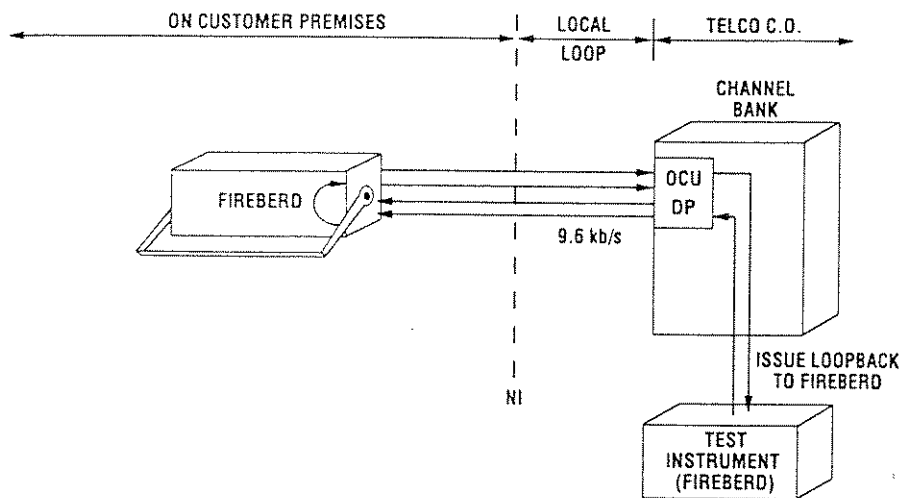 ON CUSTOMER PREMISES
LOCAL
LOOP
TELCO C.O.
CHANNEL
BANK
FIREBERD
OCU
DP
9.6 kb/s
NI
ISSUE LOOPBACK
TO FIREBERD
TEST
INSTRUMENT
(FIREBERD)